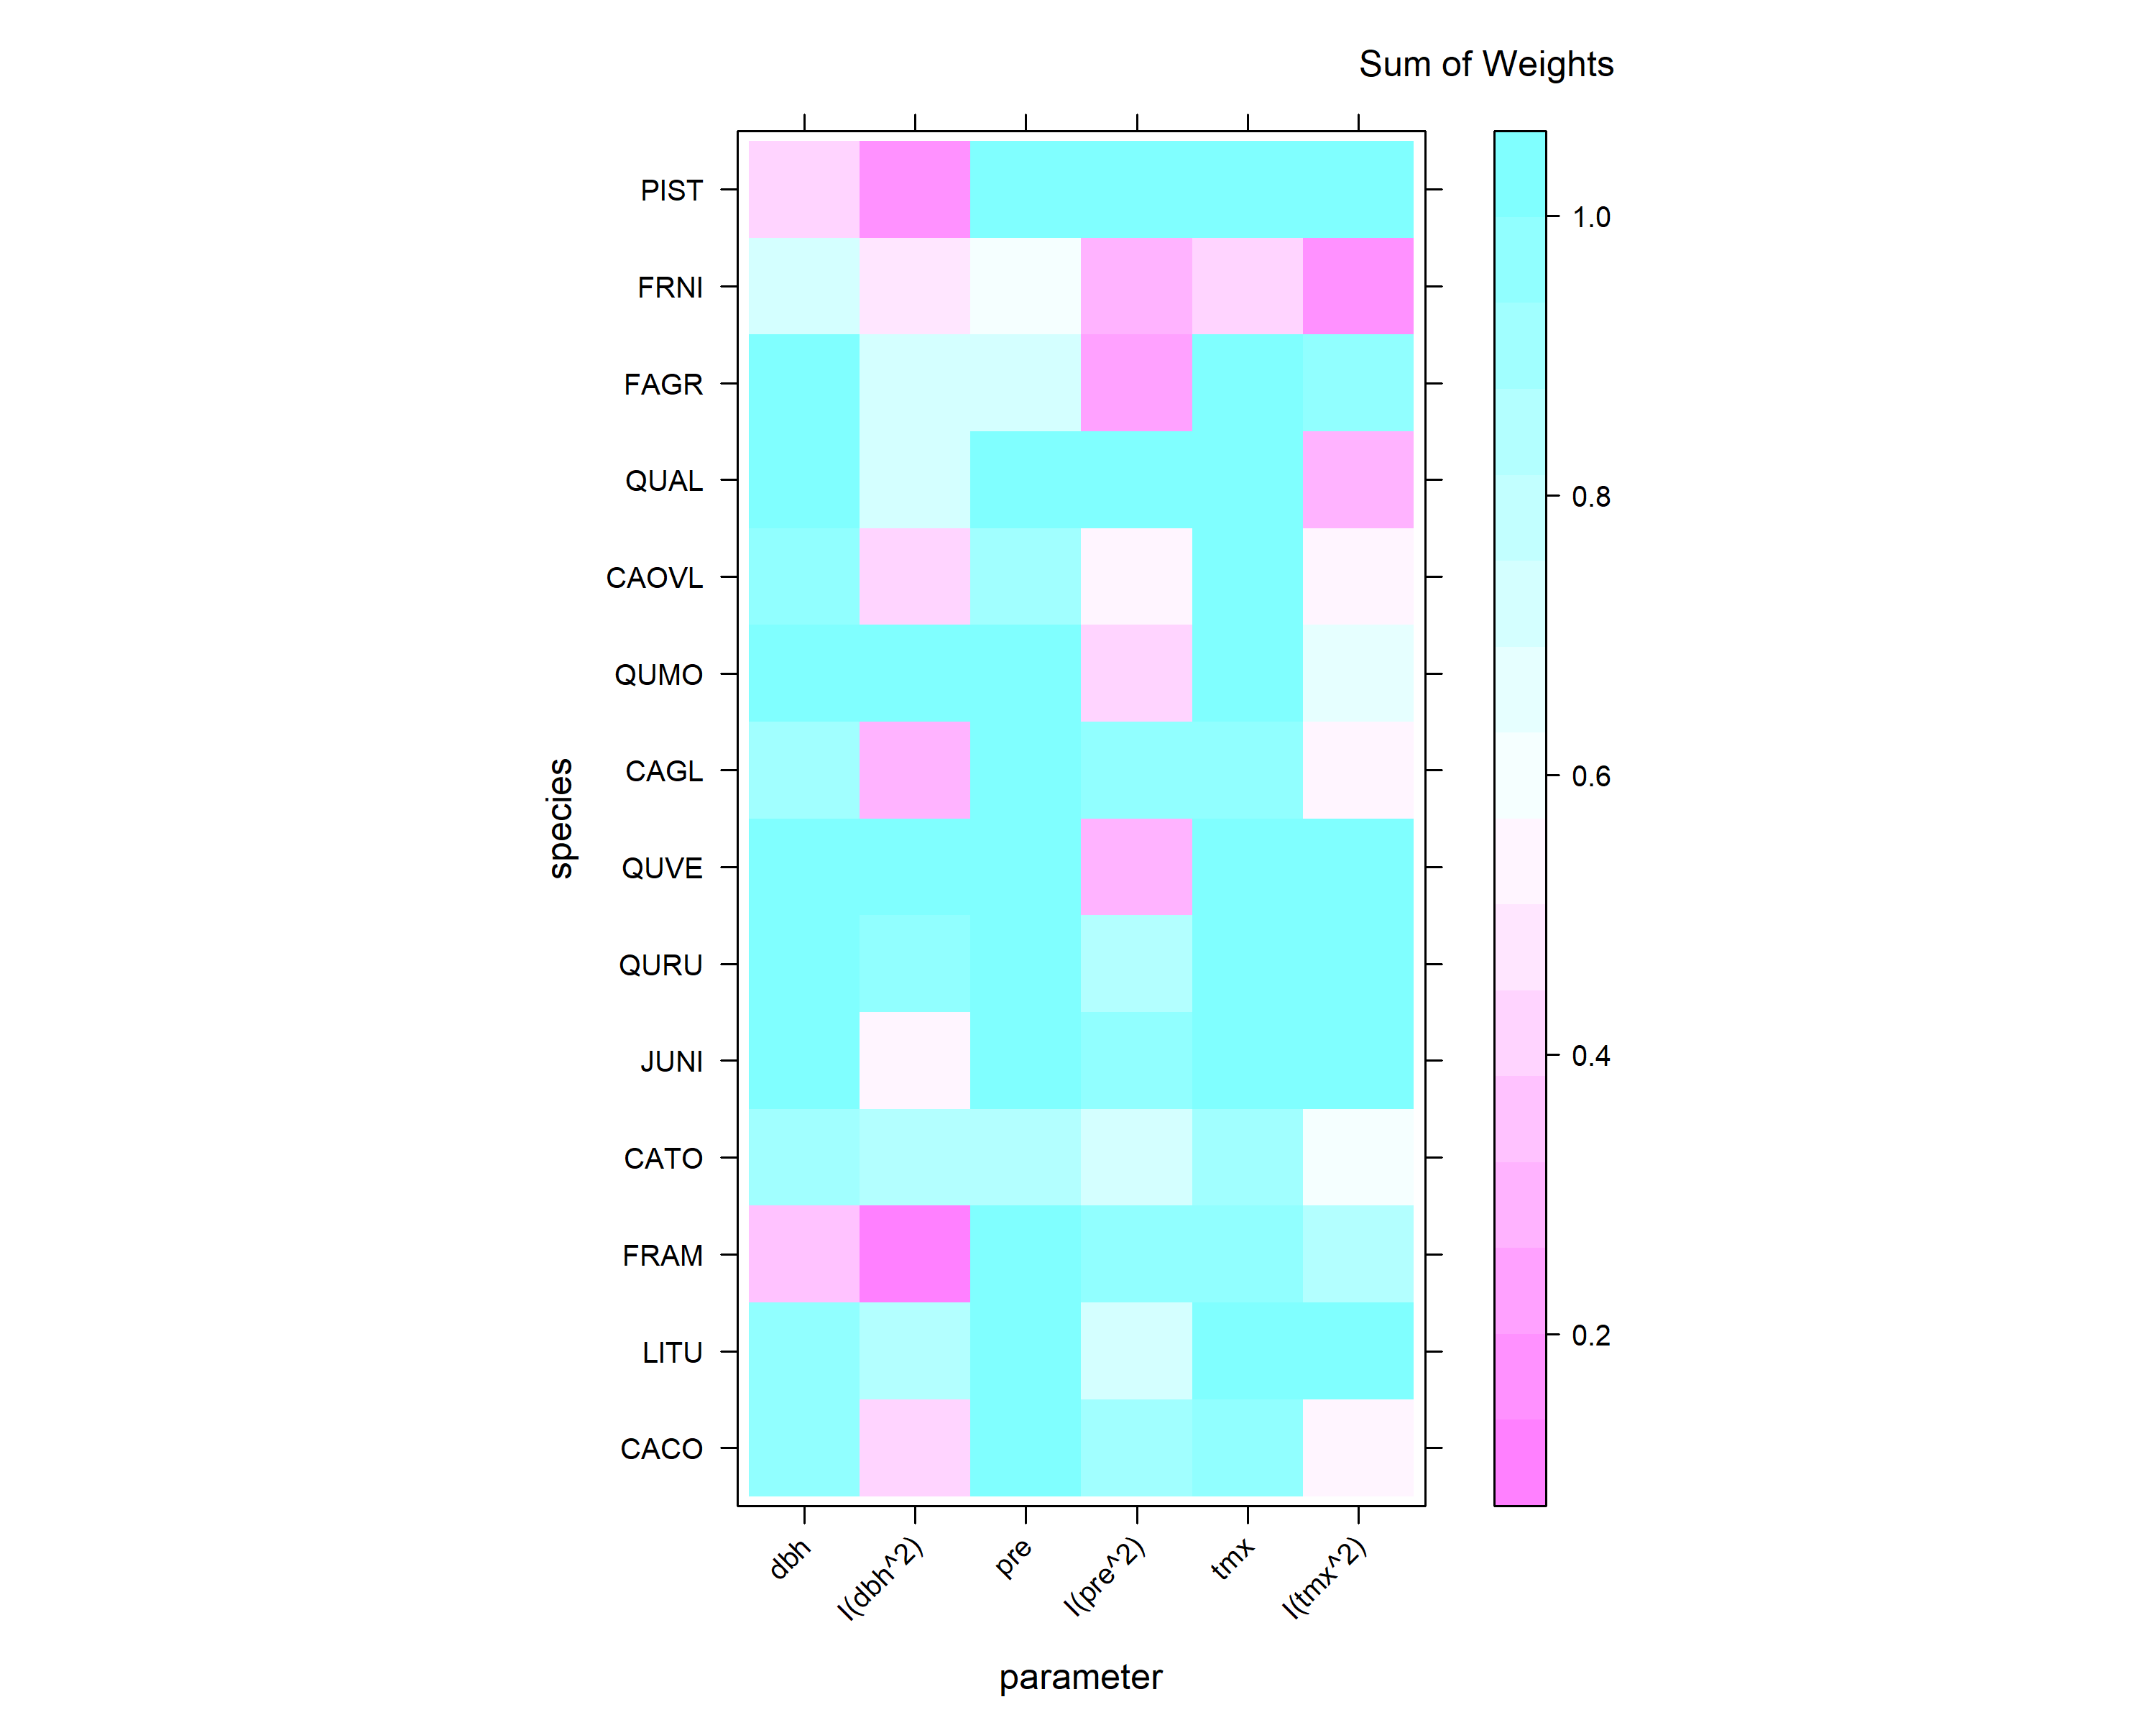 Sum of Weights
PIST
FRNI
FAGR
QUAL
CAOVL
QUMO
CAGL
QUVE
QURU
JUNI
CATO
FRAM
LITU
CACO
species
1.0
0.8
0.6
0.4
0.2
dbh
I(dbh^2)
pre
I(pre^2)
tmx
I(tmx^2)
parameter